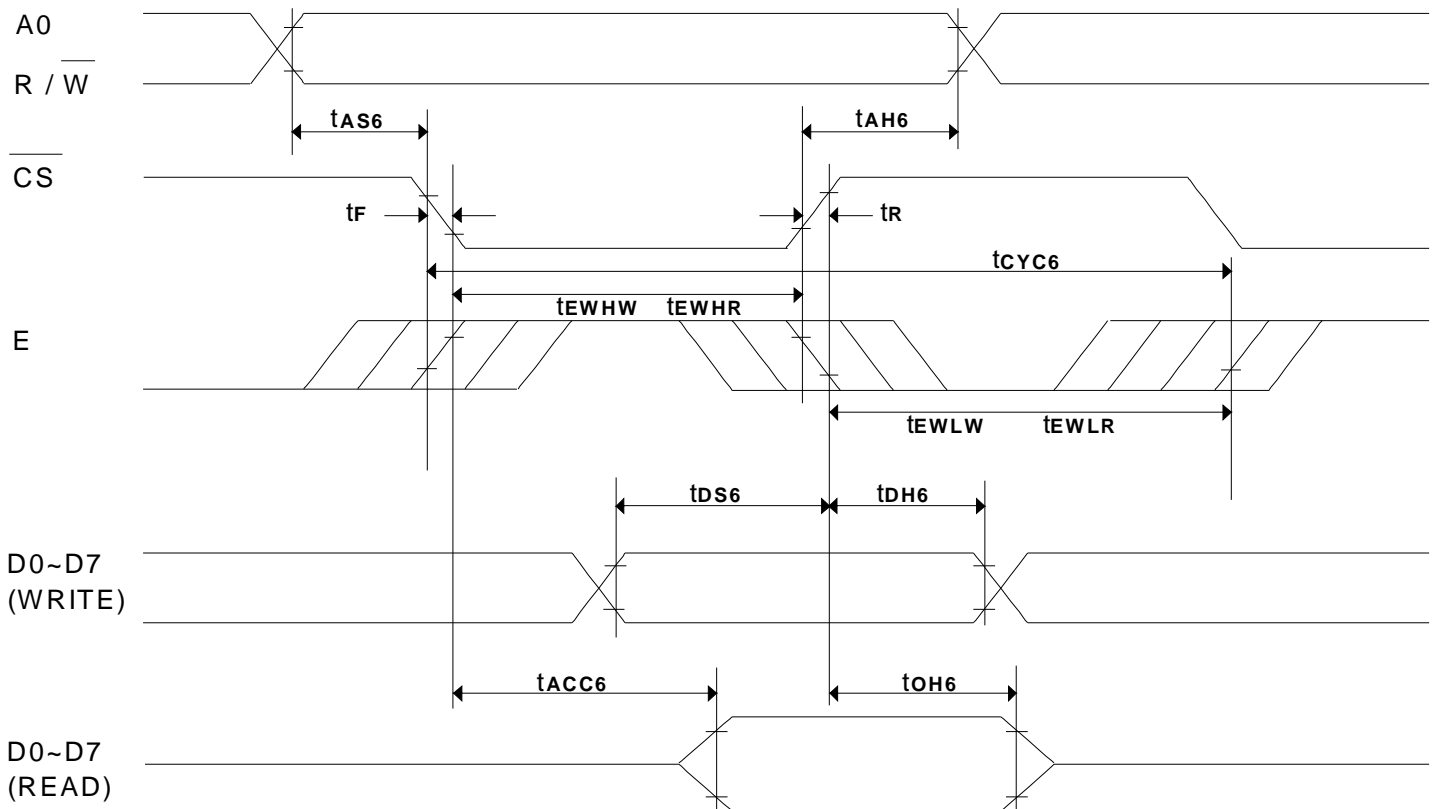 A0
R / W
tAS6
tAH6
CS
tF
tR
tCYC6
tEWHW tEWHR
E
tEWLW tEWLR
tDS6
tDH6
D0~D7
(WRITE)
tACC6
tOH6
D0~D7
(READ)